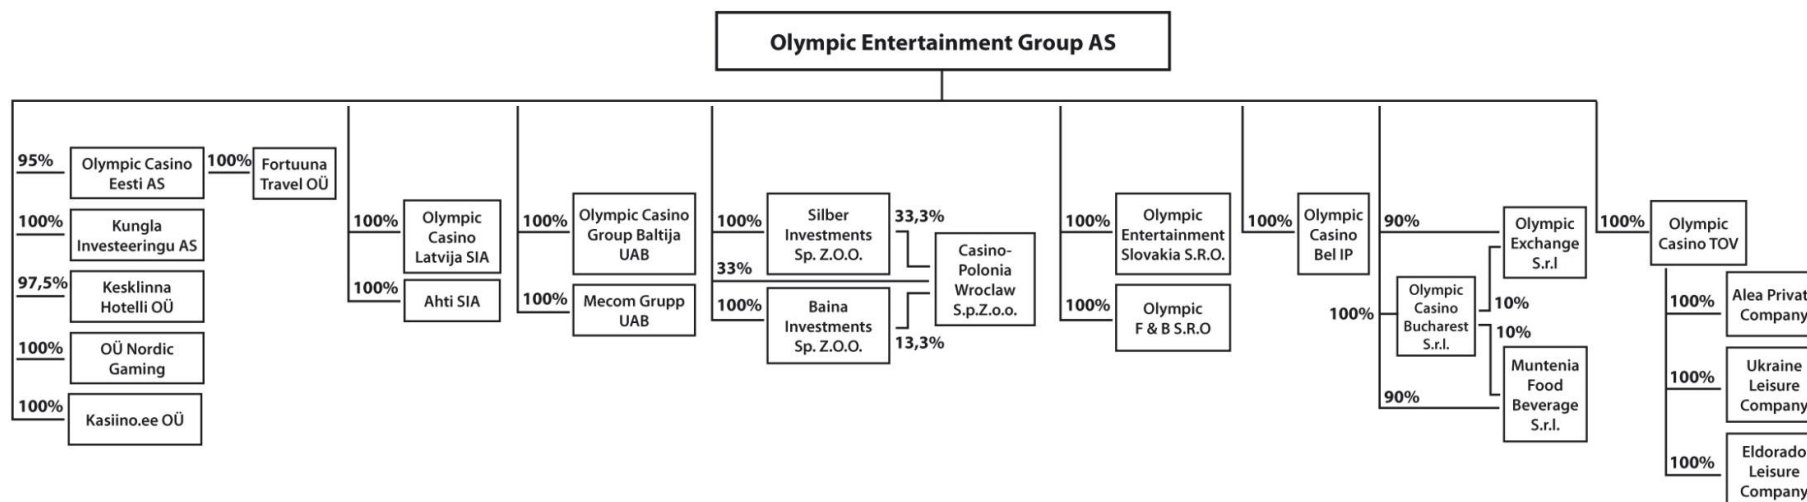 Olympic Entertainment Group AS
95%
Olympic Casino
Eesti AS
100%
Fortuuna
Travel OÜ
100%
Kungla
Investeeringu AS
97,5%
Kesklinna
Hotelli OÜ
100%
OÜ Nordic
Gaming
100%
Kasiino.ee OÜ
100%
Olympic
Casino
Latvija SIA
100%
Ahti SIA
100%
Olympic Casino
Group Baltija
UAB
100%
Mecom Grupp
UAB
100%
Silber
Investments
Sp. Z.O.O.
33,3%
33%
Casino-
Polonia
Wroclaw
S.p.Z.o.o.
100%
Baina
Investments
Sp. Z.O.O.
13,3%
100%
Olympic
Entertainment
Slovakia S.R.O.
100%
Olympic
F & B S.R.O
100%
Olympic
Casino
Bel IP
90%
Olympic
Exchange
S.r.l
100%
Olympic
Casino
Bucharest
S.r.l.
10%
10%
90%
Muntenia
Food
Beverage
S.r.l.
100%
Olympic
Casino TOV
100%
Alea Privat
Company
100%
Ukraine
Leisure
Company
100%
Eldorado
Leisure
Company